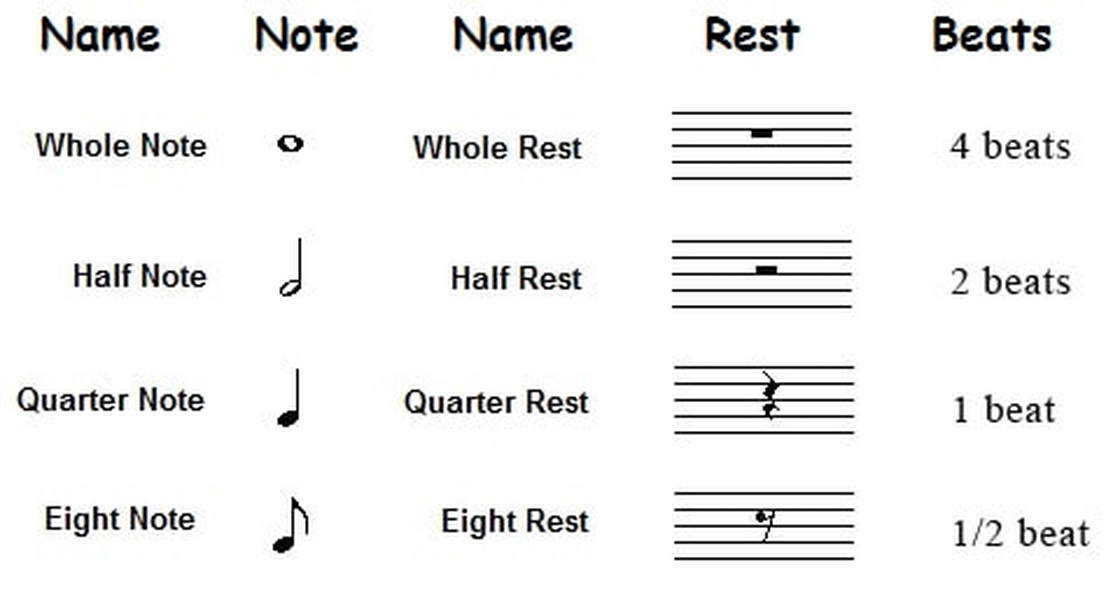 Name Note Name Rest Beats
Whole Note Whole Rest 4 beats
Half Note Half Rest 2 beats
Quarter Note Quarter Rest 1 beat
Eight Note Eight Rest 1/2 beat